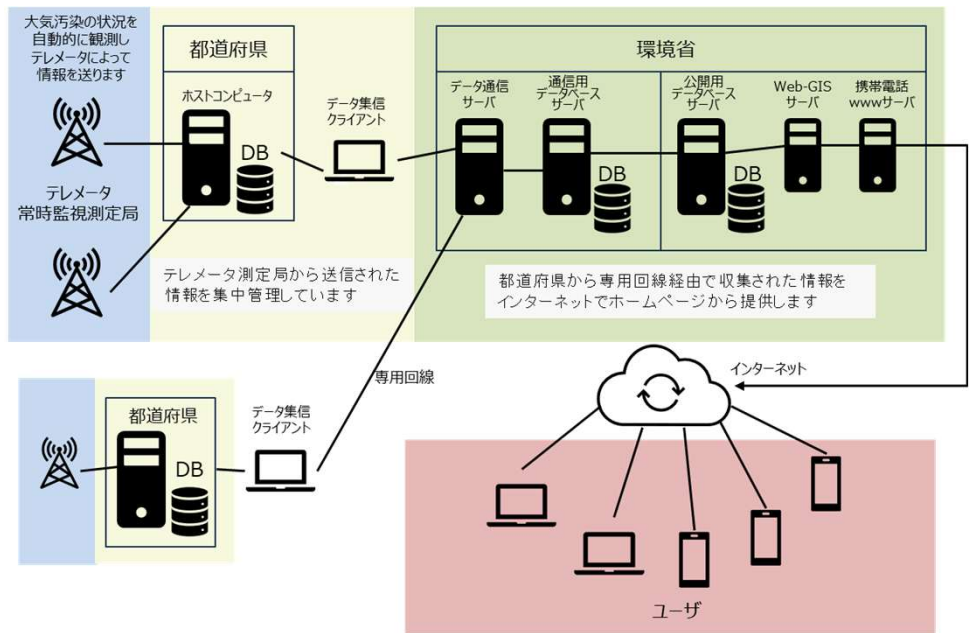 大気汚染の状況を
自動的に観測し
テレメータによって
情報を送ります
テレメータ
常時監視測定局
都道府県
ホストコンピュータ
DB
データ集信
クライアント
テレメータ測定局から送信された
情報を集中管理しています
環境省
データ通信
サーバ
通信用
データベース
サーバ
DB
公開用
データベース
サーバ
DB
Web-GIS
サーバ
携帯電話
wwwサーバ
都道府県から専用回線経由で収集された情報を
インターネットでホームページから提供します
専用回線
インターネット
都道府県
DB
データ集信
クライアント
ユーザ